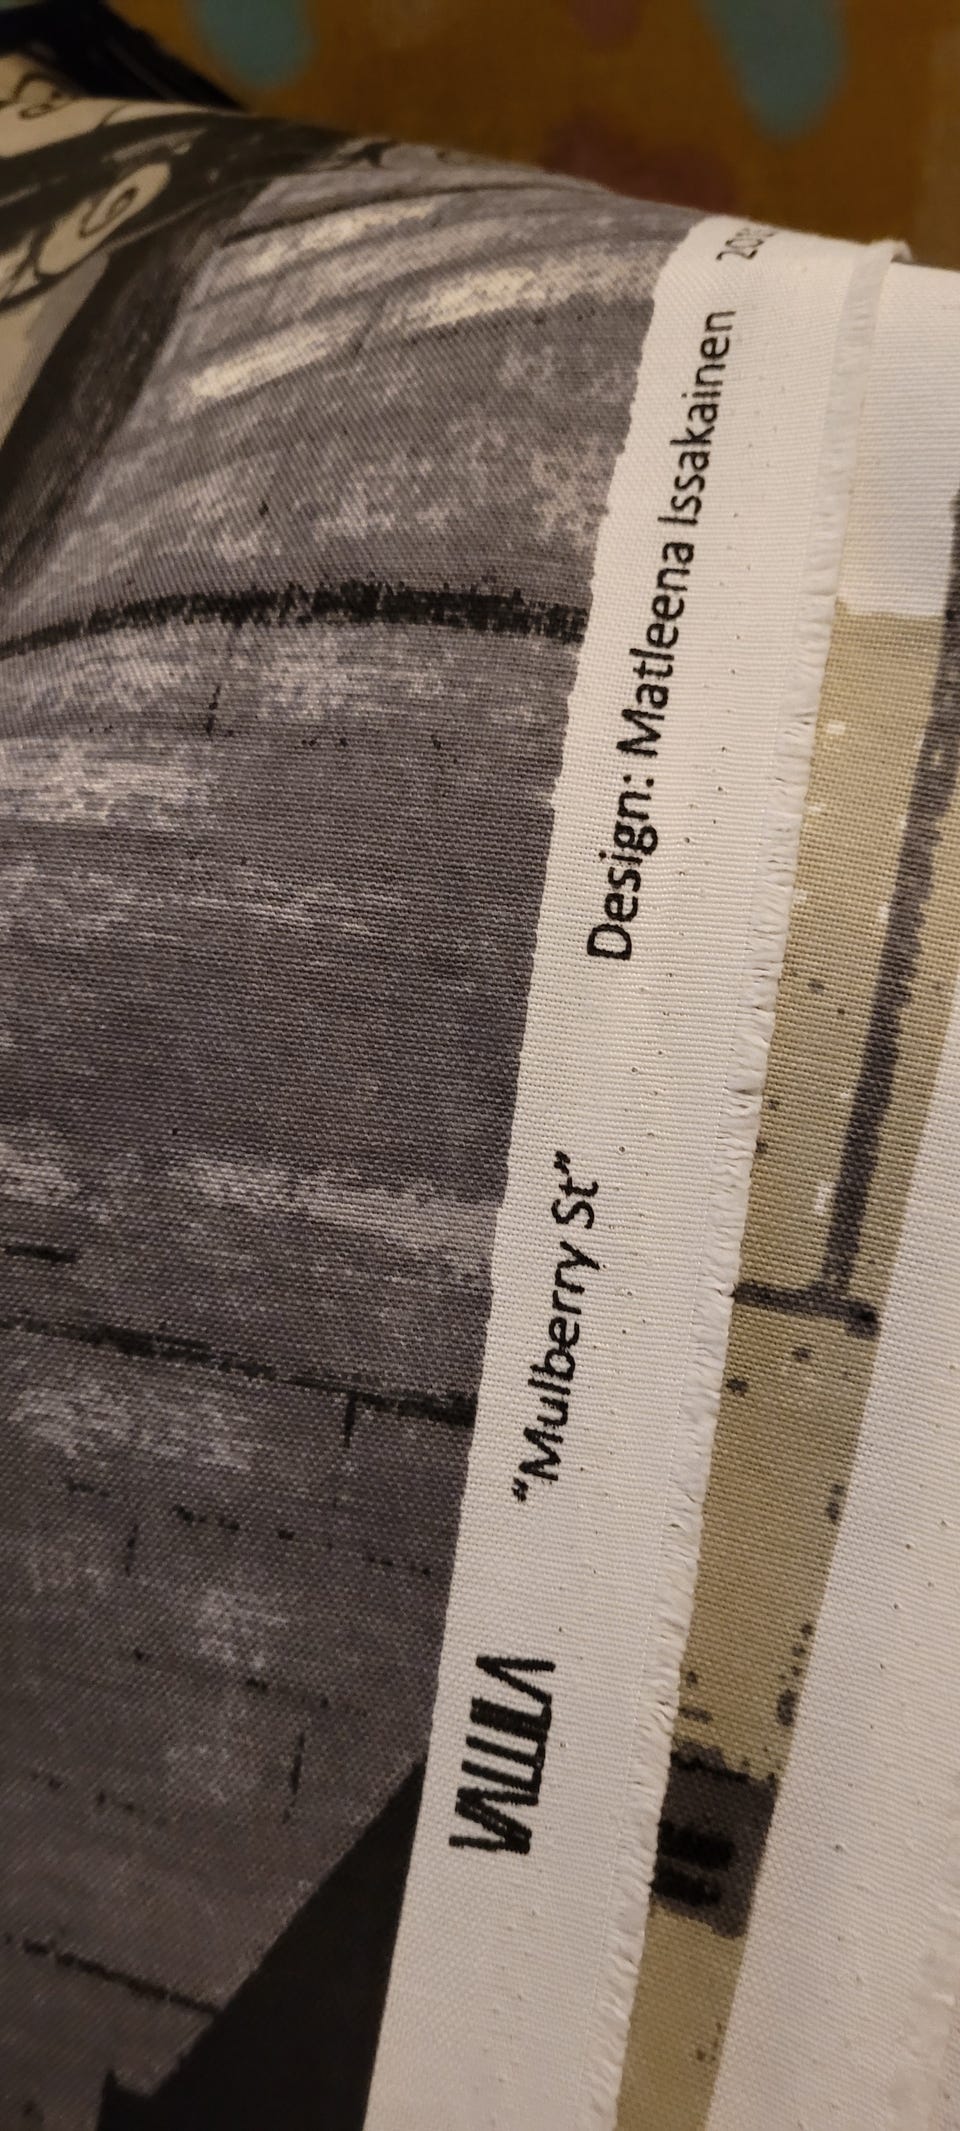 VALLILA "Mulberry St" Design: Matleena Issakainen